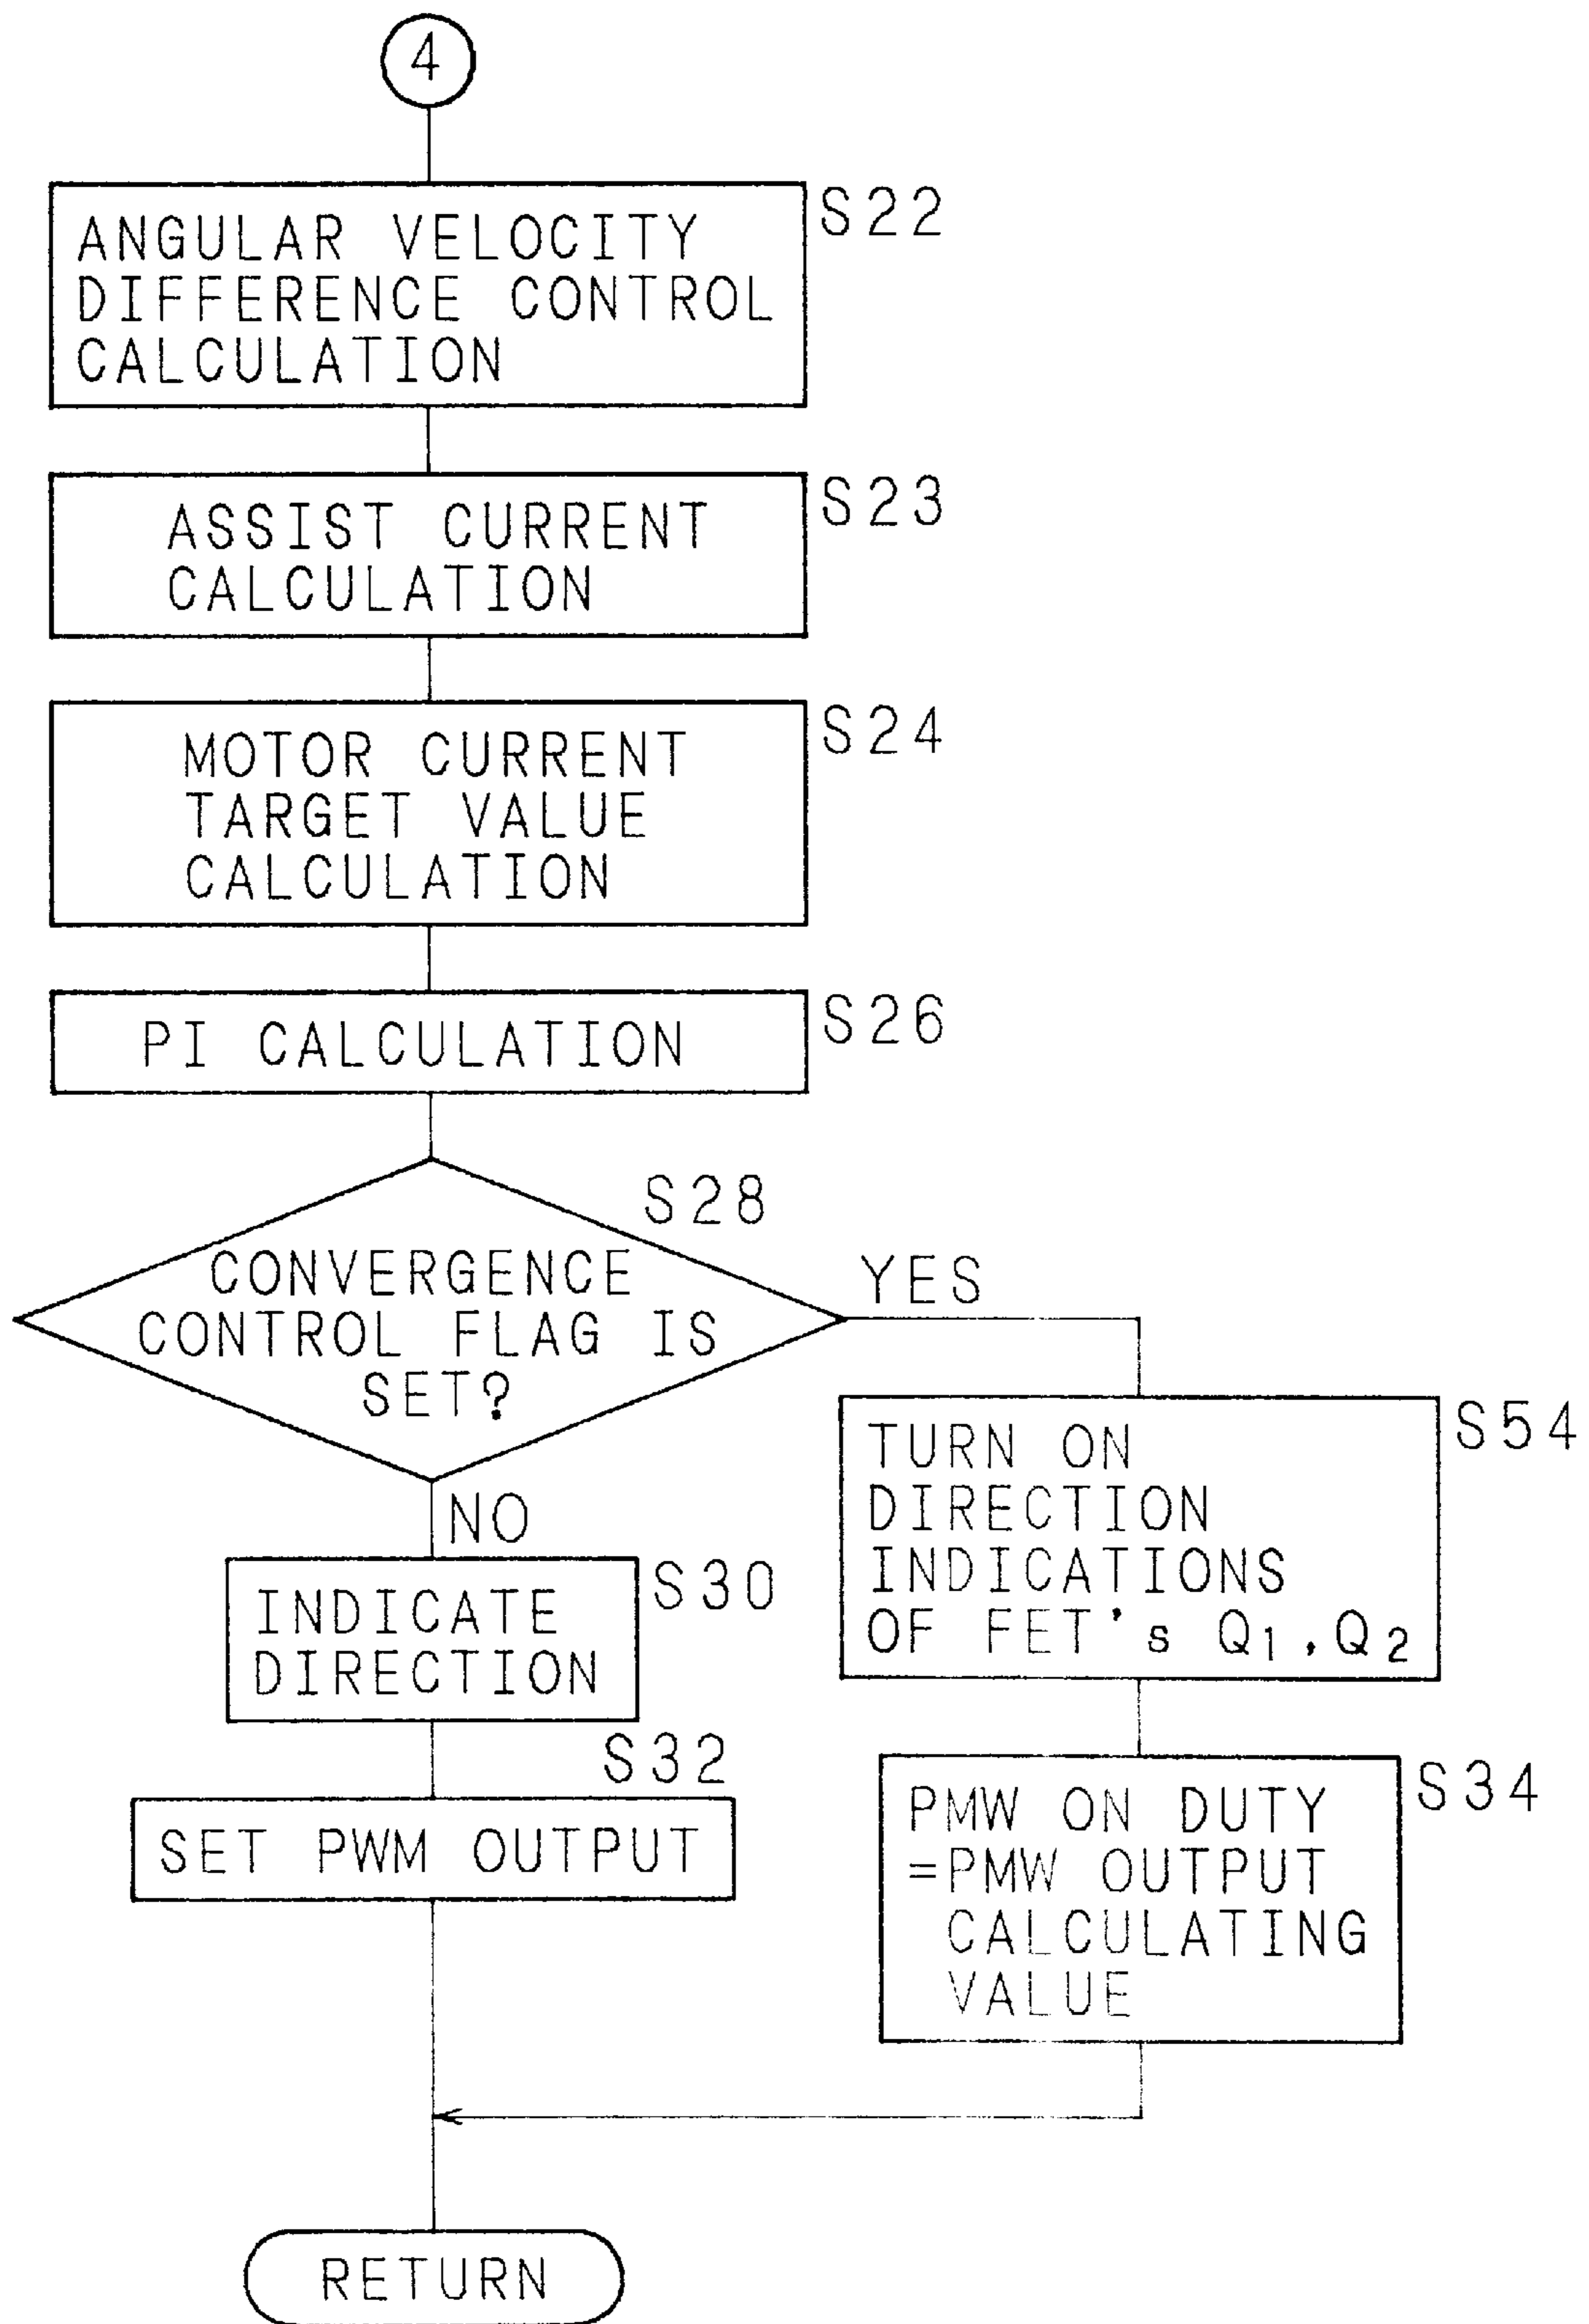 4
ANGULAR VELOCITY
DIFFERENCE CONTROL
CALCULATION
S22
ASSIST CURRENT
CALCULATION
S23
MOTOR CURRENT
TARGET VALUE
CALCULATION
S24
PI CALCULATION
S26
S28
CONVERGENCE
CONTROL FLAG IS
SET?
YES
NO
TURN ON
DIRECTION
INDICATIONS
OF FET's Q1,Q2
S54
INDICATE
DIRECTION
S30
S32
SET PWM OUTPUT
PMW ON DUTY
=PMW OUTPUT
CALCULATING
VALUE
S34
RETURN